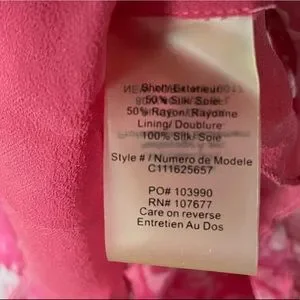 Shell/Exterieur
50% Silk/ Soie
50% Rayon/Rayonne
Lining/ Doublure
100% Silk/ Soie
Style # / Numero de Modele
C111625657
PO# 103990
RN# 107677
Care on reverse
Entretien Au Dos